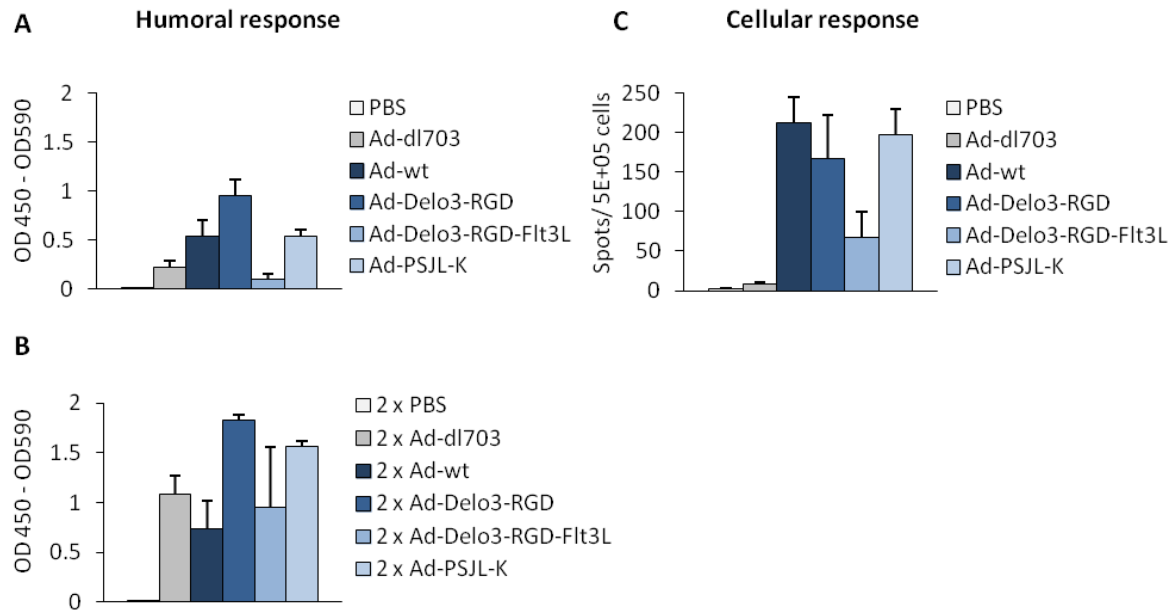 A Humoral response
OD 450 - OD590
2
1.5
1
0.5
0
PBS
Ad-dl703
Ad-wt
Ad-Delo3-RGD
Ad-Delo3-RGD-Flt3L
Ad-PSJL-K
C Cellular response
Spots/ 5E+05 cells
250
200
150
100
50
0
PBS
Ad-dl703
Ad-wt
Ad-Delo3-RGD
Ad-Delo3-RGD-Flt3L
Ad-PSJL-K
B
OD 450 - OD590
2
1.5
1
0.5
0
2 x PBS
2 x Ad-dl703
2 x Ad-wt
2 x Ad-Delo3-RGD
2 x Ad-Delo3-RGD-Flt3L
2 x Ad-PSJL-K